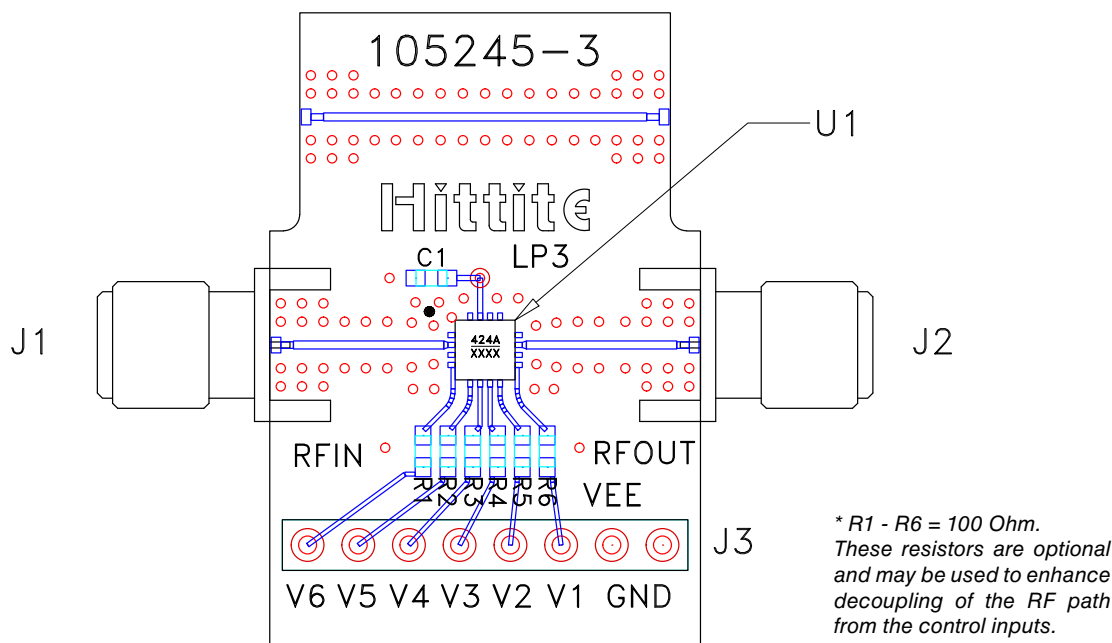 105245-3
U1
Hittite
C1
LP3
J1
J2
424A
XXXX
RFIN
RFOUT
R1
R2
R3
R4
R5
R6
VEE
J3
V6 V5 V4 V3 V2 V1 GND
* R1 - R6 = 100 Ohm.
These resistors are optional
and may be used to enhance
decoupling of the RF path
from the control inputs.